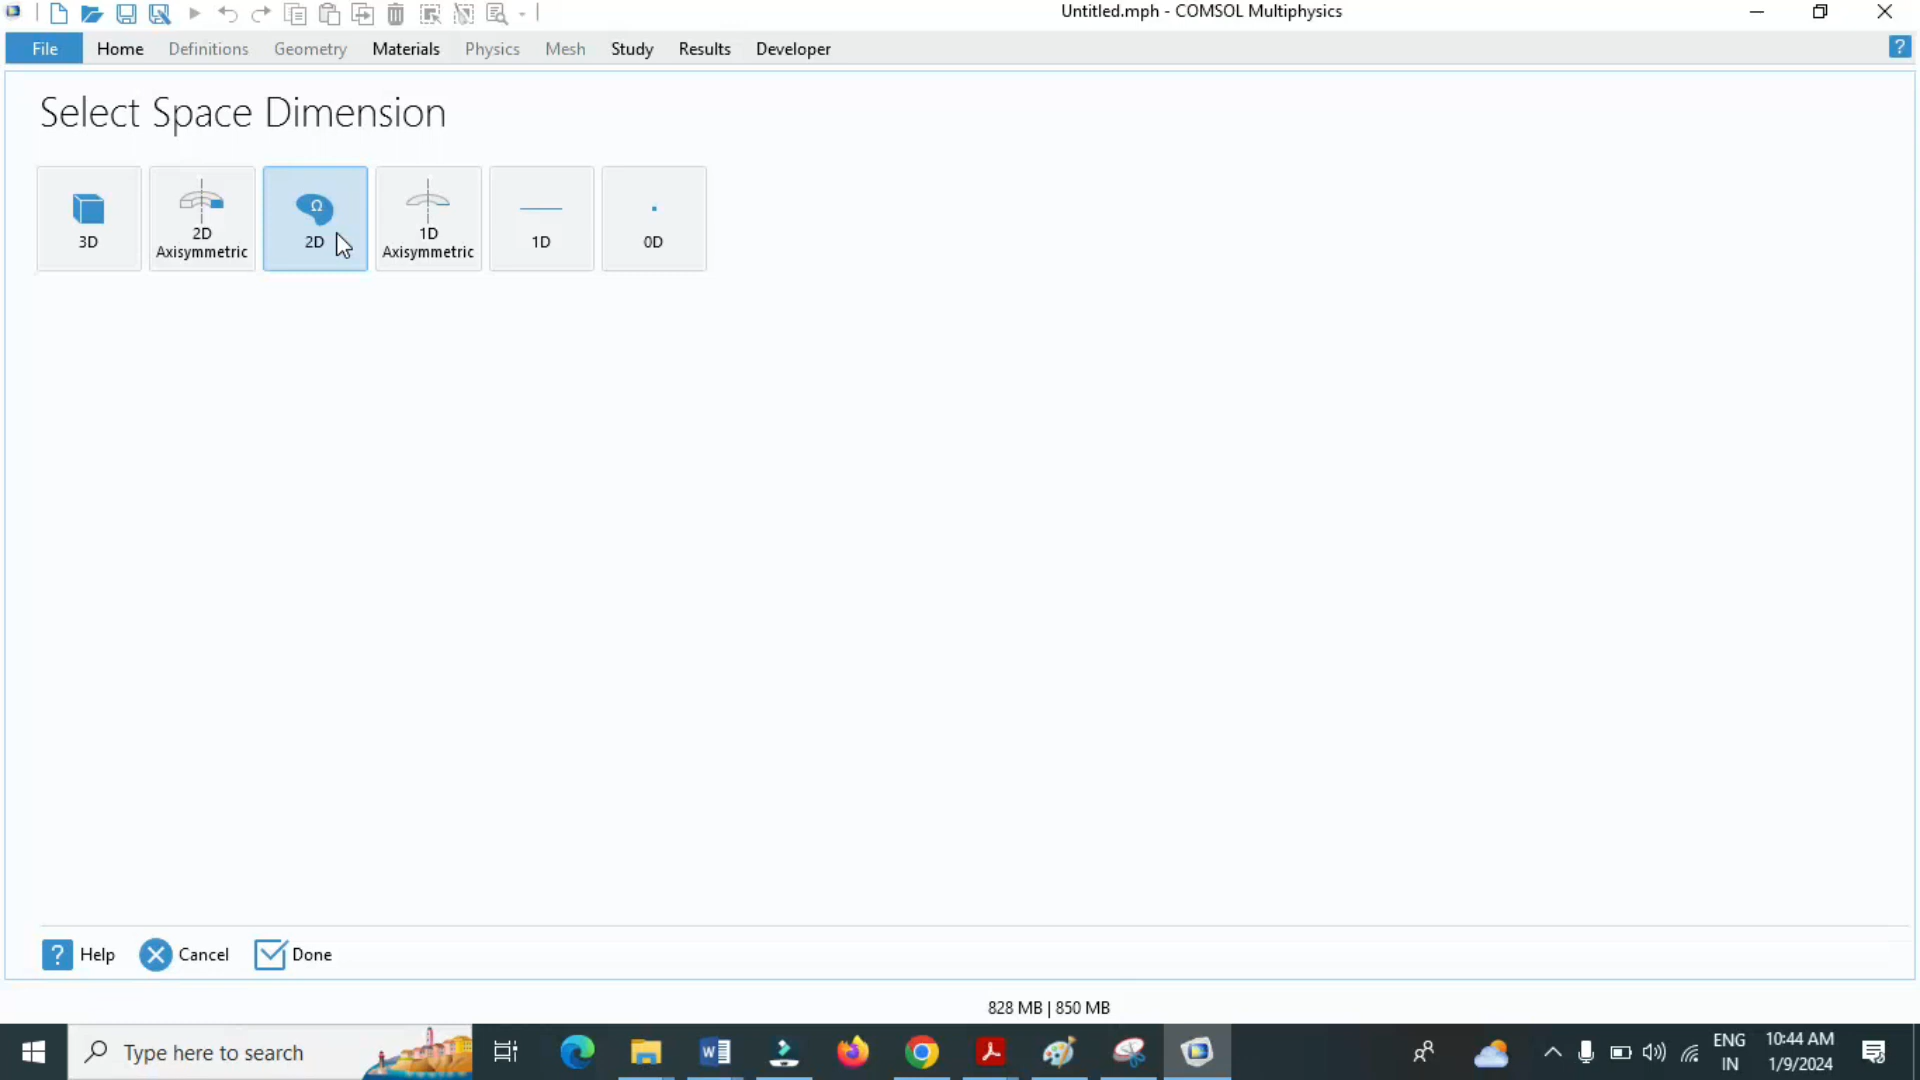 Untitled.mph - COMSOL Multiphysics
File Home Definitions Geometry Materials Physics Mesh Study Results Developer ?
Select Space Dimension
3D
2D
Axisymmetric
Ω
2D
1D
Axisymmetric
1D
0D
? Help Cancel Done
828 MB | 850 MB
Type here to search
ENG
IN
10:44 AM
1/9/2024